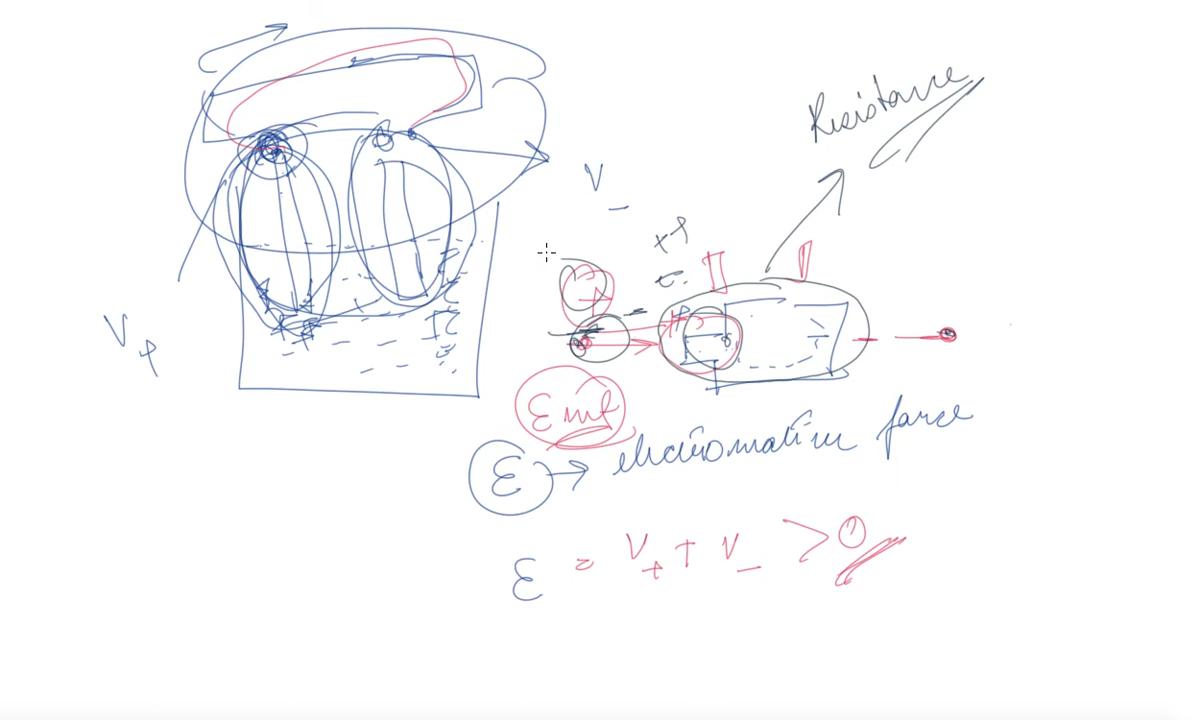 Resistance
V_
V+
Emf
ε → electromotive force
ε = V+ + V_ > 0